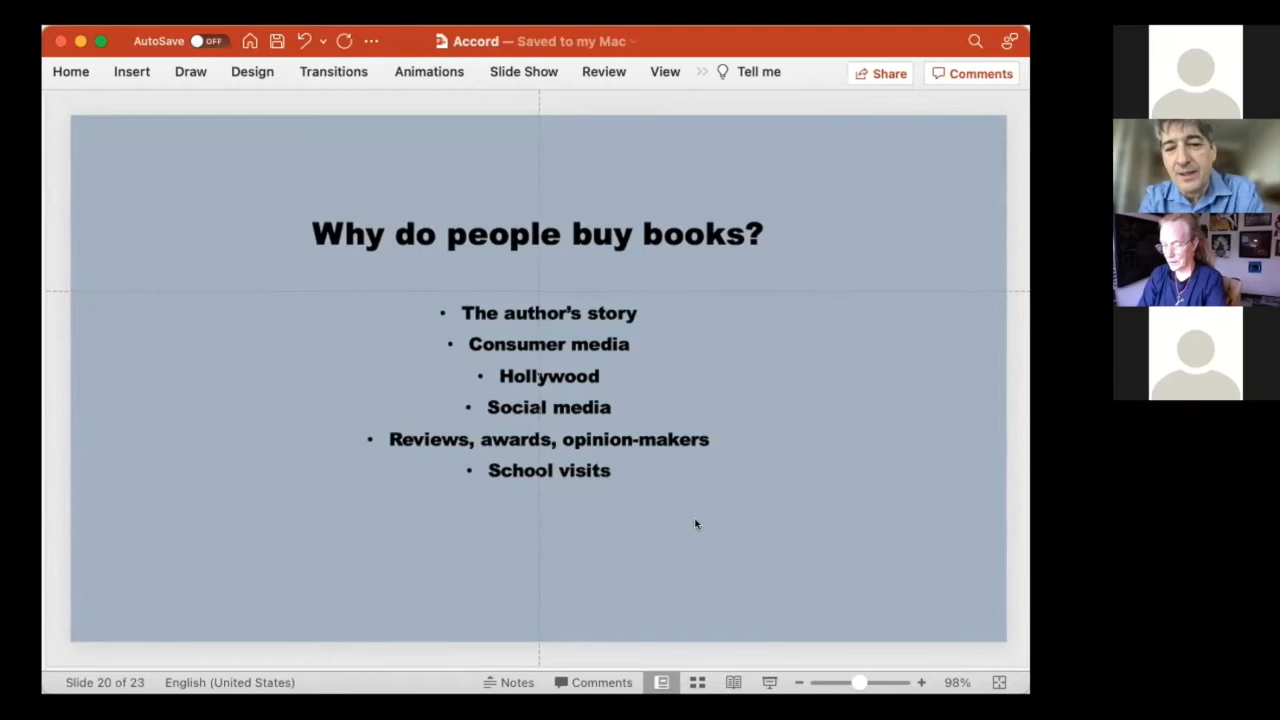 AutoSave OFF
Accord — Saved to my Mac
Home Insert Draw Design Transitions Animations Slide Show Review View Tell me Share Comments
Why do people buy books?
• The author’s story
• Consumer media
• Hollywood
• Social media
• Reviews, awards, opinion-makers
• School visits
Slide 20 of 23 English (United States) Notes Comments 98%